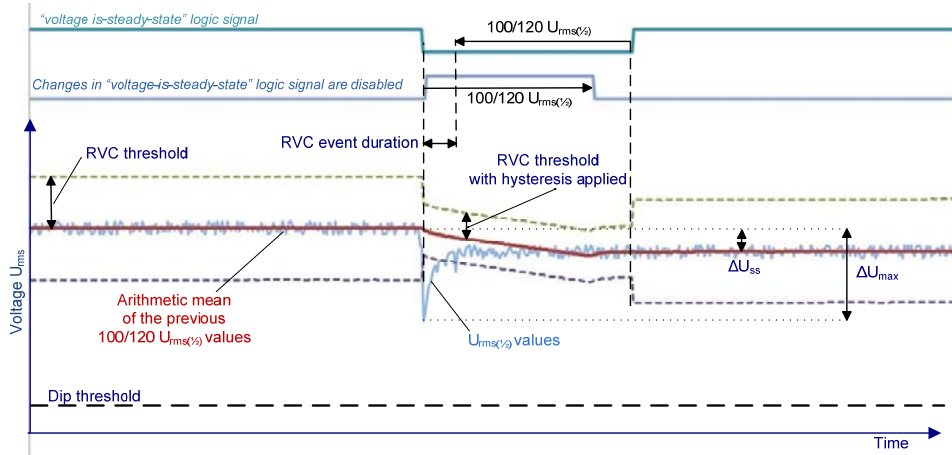 “voltage is-steady-state” logic signal
100/120 Urms(½)
Changes in “voltage-is-steady-state” logic signal are disabled
100/120 Urms(½)
RVC event duration
RVC threshold
RVC threshold
with hysteresis applied
Voltage Urms
ΔUss
ΔUmax
Arithmetic mean
of the previous
100/120 Urms(½) values
Urms(½) values
Dip threshold
Time